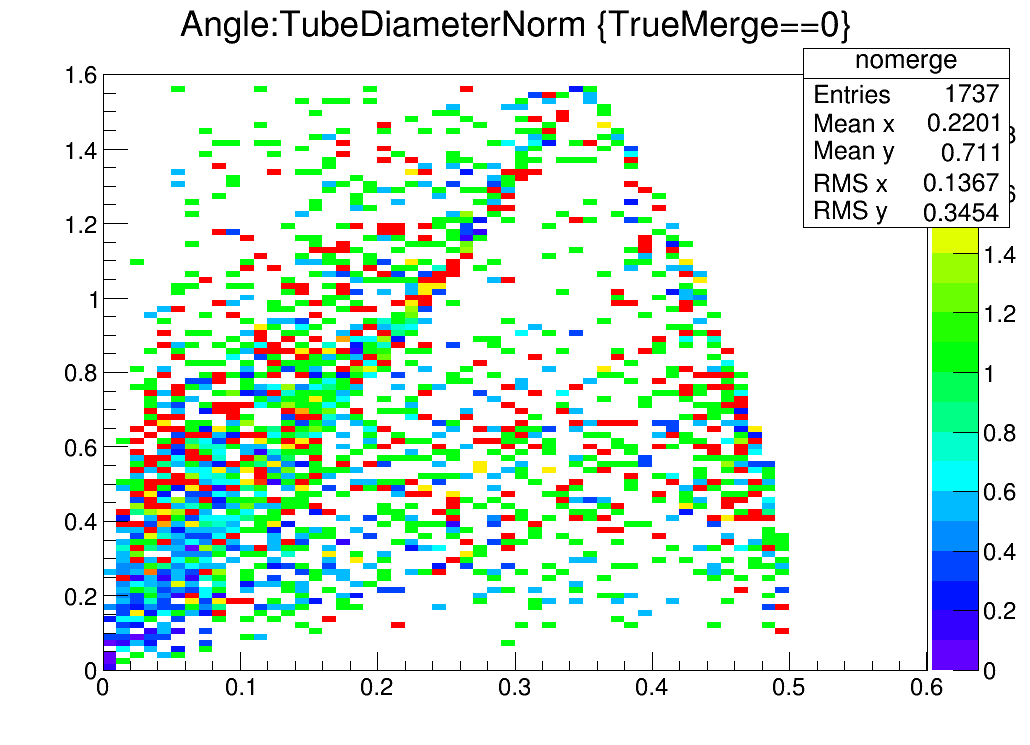 Angle:TubeDiameterNorm {TrueMerge==0}
nomerge
Entries 1737
Mean x 0.2201
Mean y 0.711
RMS x 0.1367
RMS y 0.3454
1.6
1.4
1.2
1
0.8
0.6
0.4
0.2
0
0 0.1 0.2 0.3 0.4 0.5 0.6
1.4
1.2
1
0.8
0.6
0.4
0.2
0